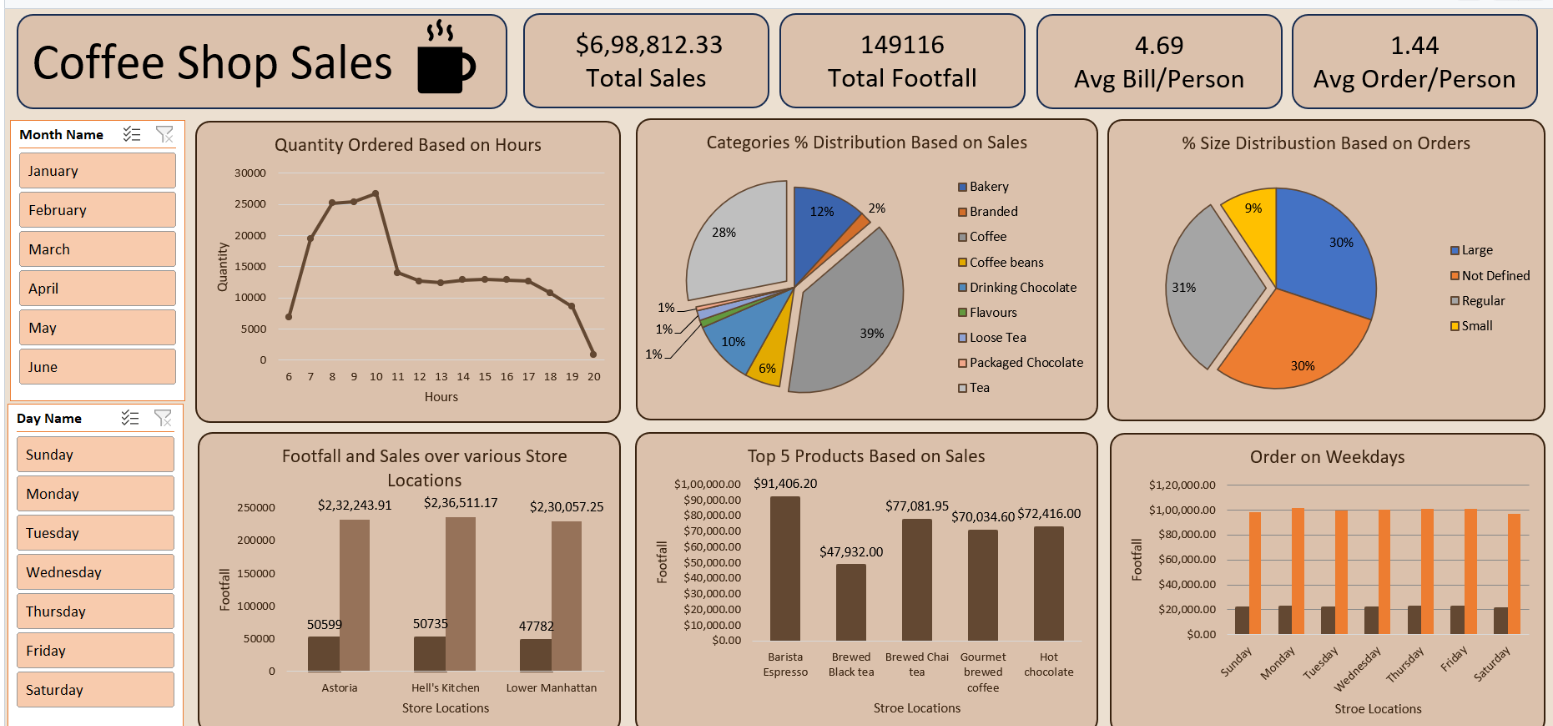 Coffee Shop Sales
$6,98,812.33
Total Sales
149116
Total Footfall
4.69
Avg Bill/Person
1.44
Avg Order/Person
Month Name
January
February
March
April
May
June
Day Name
Sunday
Monday
Tuesday
Wednesday
Thursday
Friday
Saturday
Quantity Ordered Based on Hours
Quantity
30000
25000
20000
15000
10000
5000
0
6 7 8 9 10 11 12 13 14 15 16 17 18 19 20
Hours
Categories % Distribution Based on Sales
12%
2%
39%
6%
10%
1%
1%
1%
28%
Bakery
Branded
Coffee
Coffee beans
Drinking Chocolate
Flavours
Loose Tea
Packaged Chocolate
Tea
% Size Distribustion Based on Orders
30%
30%
31%
9%
Large
Not Defined
Regular
Small
Footfall and Sales over various Store
Locations
Footfall
250000
200000
150000
100000
50000
0
$2,32,243.91
$2,36,511.17
$2,30,057.25
50599
50735
47782
Astoria
Hell's Kitchen
Lower Manhattan
Store Locations
Top 5 Products Based on Sales
Footfall
$1,00,000.00
$90,000.00
$80,000.00
$70,000.00
$60,000.00
$50,000.00
$40,000.00
$30,000.00
$20,000.00
$10,000.00
$0.00
$91,406.20
$47,932.00
$77,081.95
$70,034.60
$72,416.00
Barista
Espresso
Brewed
Black tea
Brewed Chai
tea
Gourmet
brewed
coffee
Hot
chocolate
Stroe Locations
Order on Weekdays
Footfall
$1,20,000.00
$1,00,000.00
$80,000.00
$60,000.00
$40,000.00
$20,000.00
$0.00
Sunday
Monday
Tuesday
Wednesday
Thursday
Friday
Saturday
Stroe Locations